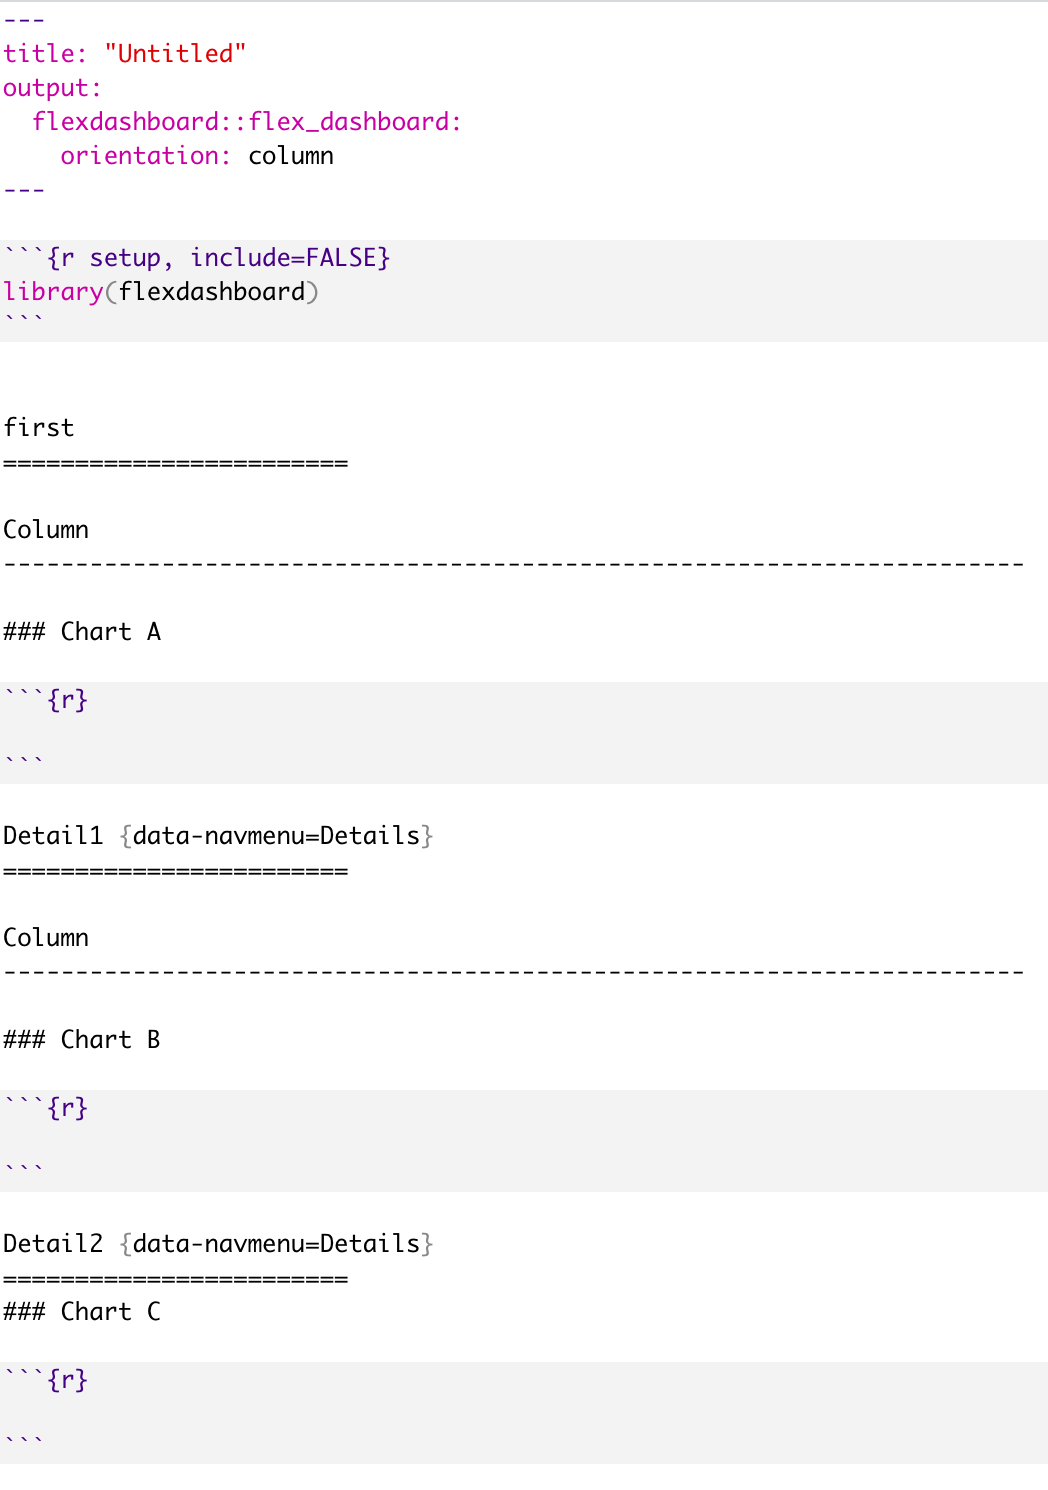 ---
title: "Untitled"
output:
  flexdashboard::flex_dashboard:
    orientation: column
---
```{r setup, include=FALSE}
library(flexdashboard)
```
first
========================
Column
-----------------------------------------------------------------------
### Chart A
```{r}
```
Detail1 {data-navmenu=Details}
========================
Column
-----------------------------------------------------------------------
### Chart B
```{r}
```
Detail2 {data-navmenu=Details}
========================
### Chart C
```{r}
```